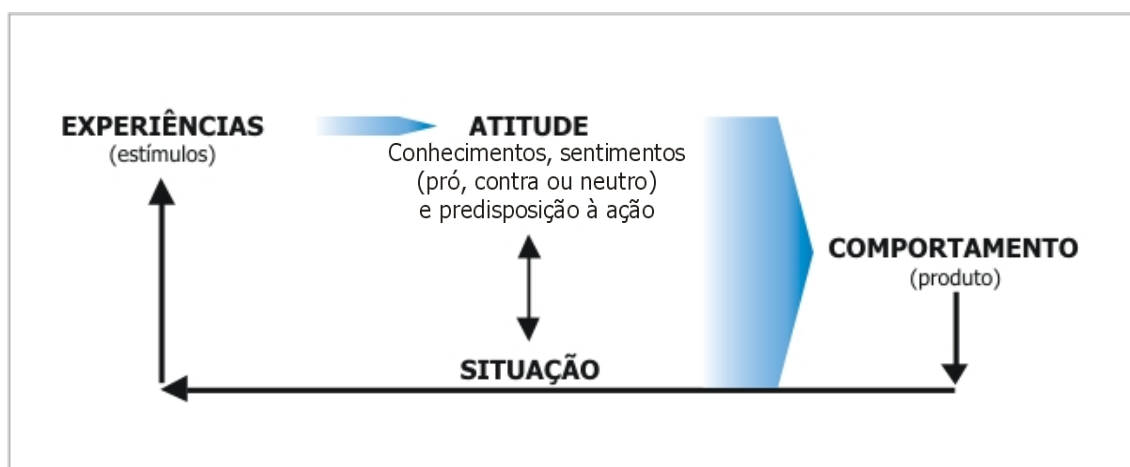 EXPERIÊNCIAS
(estímulos)
ATITUDE
Conhecimentos, sentimentos
(pró, contra ou neutro)
e predisposição à ação
COMPORTAMENTO
(produto)
SITUAÇÃO